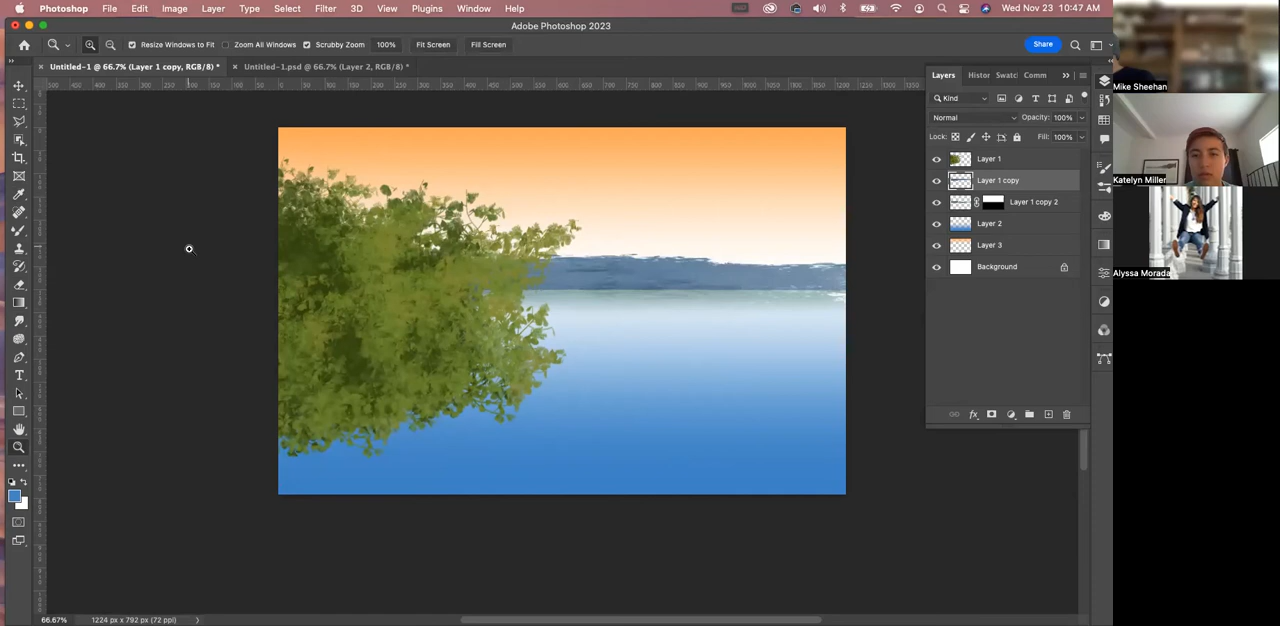 Photoshop File Edit Image Layer Type Select Filter 3D View Plugins Window Help Wed Nov 23 10:47 AM
Adobe Photoshop 2023
Resize Windows to Fit Zoom All Windows Scrubby Zoom 100% Fit Screen Fill Screen Share
Untitled-1 @ 66.7% (Layer 1 copy, RGB/8) * Untitled-1.psd @ 66.7% (Layer 2, RGB/8) *
Layers Histor Swatc Comm
Mike Sheehan
Kind
Normal Opacity: 100%
Lock: Fill: 100%
Layer 1
Layer 1 copy
Katelyn Miller
Layer 1 copy 2
Layer 2
Layer 3
Background
Alyssa Morada
fx
66.67% 1224 px x 792 px (72 ppi)